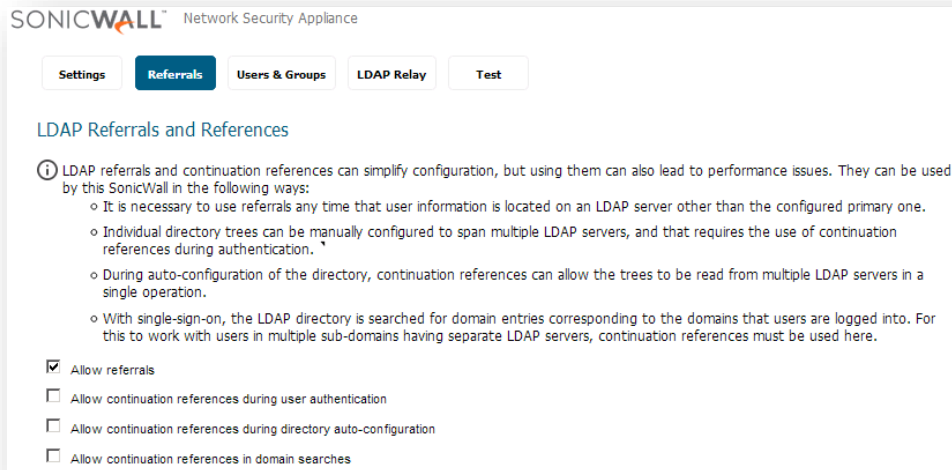 SONICWALL™ Network Security Appliance
Settings Referrals Users & Groups LDAP Relay Test
LDAP Referrals and References
LDAP referrals and continuation references can simplify configuration, but using them can also lead to performance issues. They can be used
by this SonicWall in the following ways:
It is necessary to use referrals any time that user information is located on an LDAP server other than the configured primary one.
Individual directory trees can be manually configured to span multiple LDAP servers, and that requires the use of continuation
references during authentication.
During auto-configuration of the directory, continuation references can allow the trees to be read from multiple LDAP servers in a
single operation.
With single-sign-on, the LDAP directory is searched for domain entries corresponding to the domains that users are logged into. For
this to work with users in multiple sub-domains having separate LDAP servers, continuation references must be used here.
Allow referrals
Allow continuation references during user authentication
Allow continuation references during directory auto-configuration
Allow continuation references in domain searches